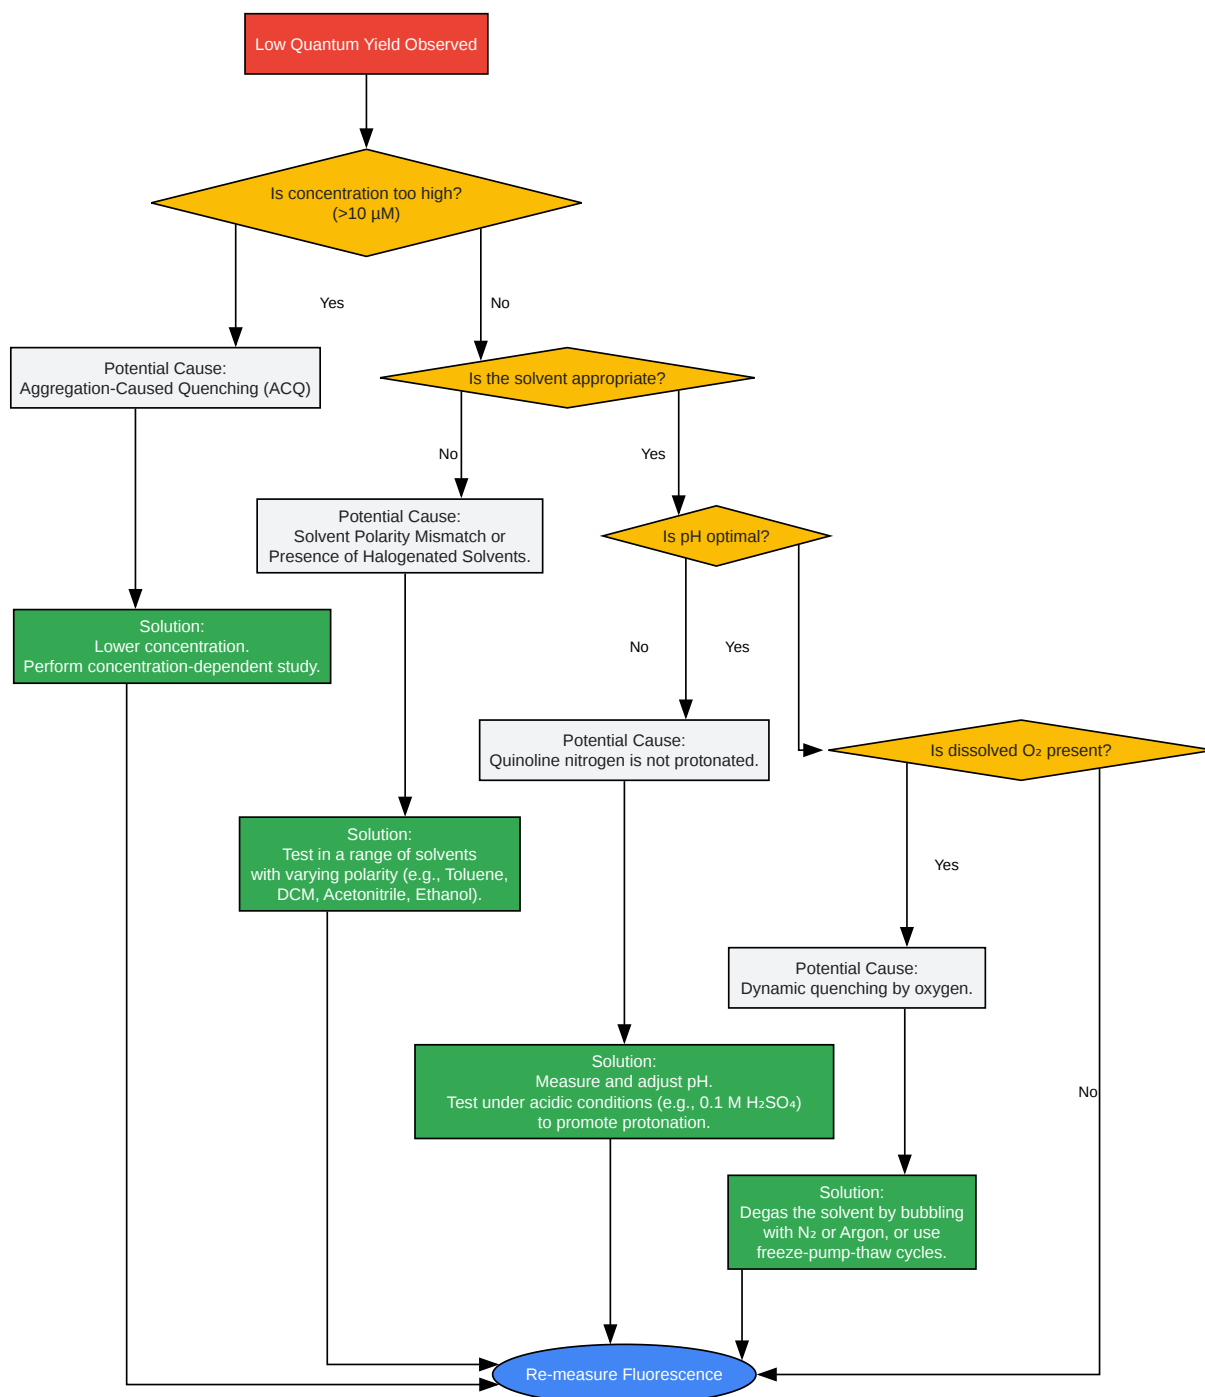 Low Quantum Yield Observed
Is concentration too high?
(>10 µM)
Yes
No
Potential Cause:
Aggregation-Caused Quenching (ACQ)
Is the solvent appropriate?
No
Yes
Potential Cause:
Solvent Polarity Mismatch or
Presence of Halogenated Solvents.
Is pH optimal?
Solution:
Lower concentration.
Perform concentration-dependent study.
No
Yes
Potential Cause:
Quinoline nitrogen is not protonated.
Is dissolved O₂ present?
Solution:
Test in a range of solvents
with varying polarity (e.g., Toluene,
DCM, Acetonitrile, Ethanol).
Yes
Potential Cause:
Dynamic quenching by oxygen.
Solution:
Measure and adjust pH.
Test under acidic conditions (e.g., 0.1 M H₂SO₄)
to promote protonation.
No
Solution:
Degas the solvent by bubbling
with N₂ or Argon, or use
freeze-pump-thaw cycles.
Re-measure Fluorescence